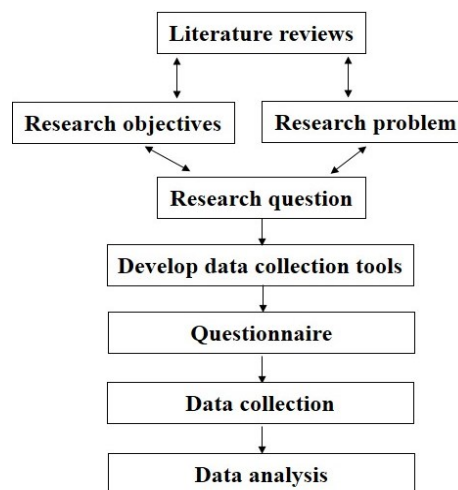 Literature reviews
Research objectives
Research problem
Research question
Develop data collection tools
Questionnaire
Data collection
Data analysis